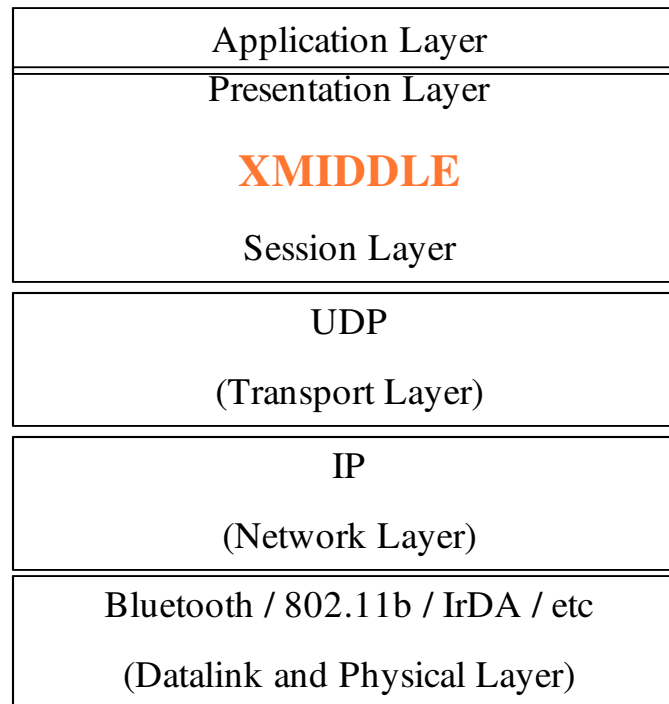 Application Layer
Presentation Layer
XMIDDLE
Session Layer
UDP
(Transport Layer)
IP
(Network Layer)
Bluetooth / 802.11b / IrDA / etc
(Datalink and Physical Layer)